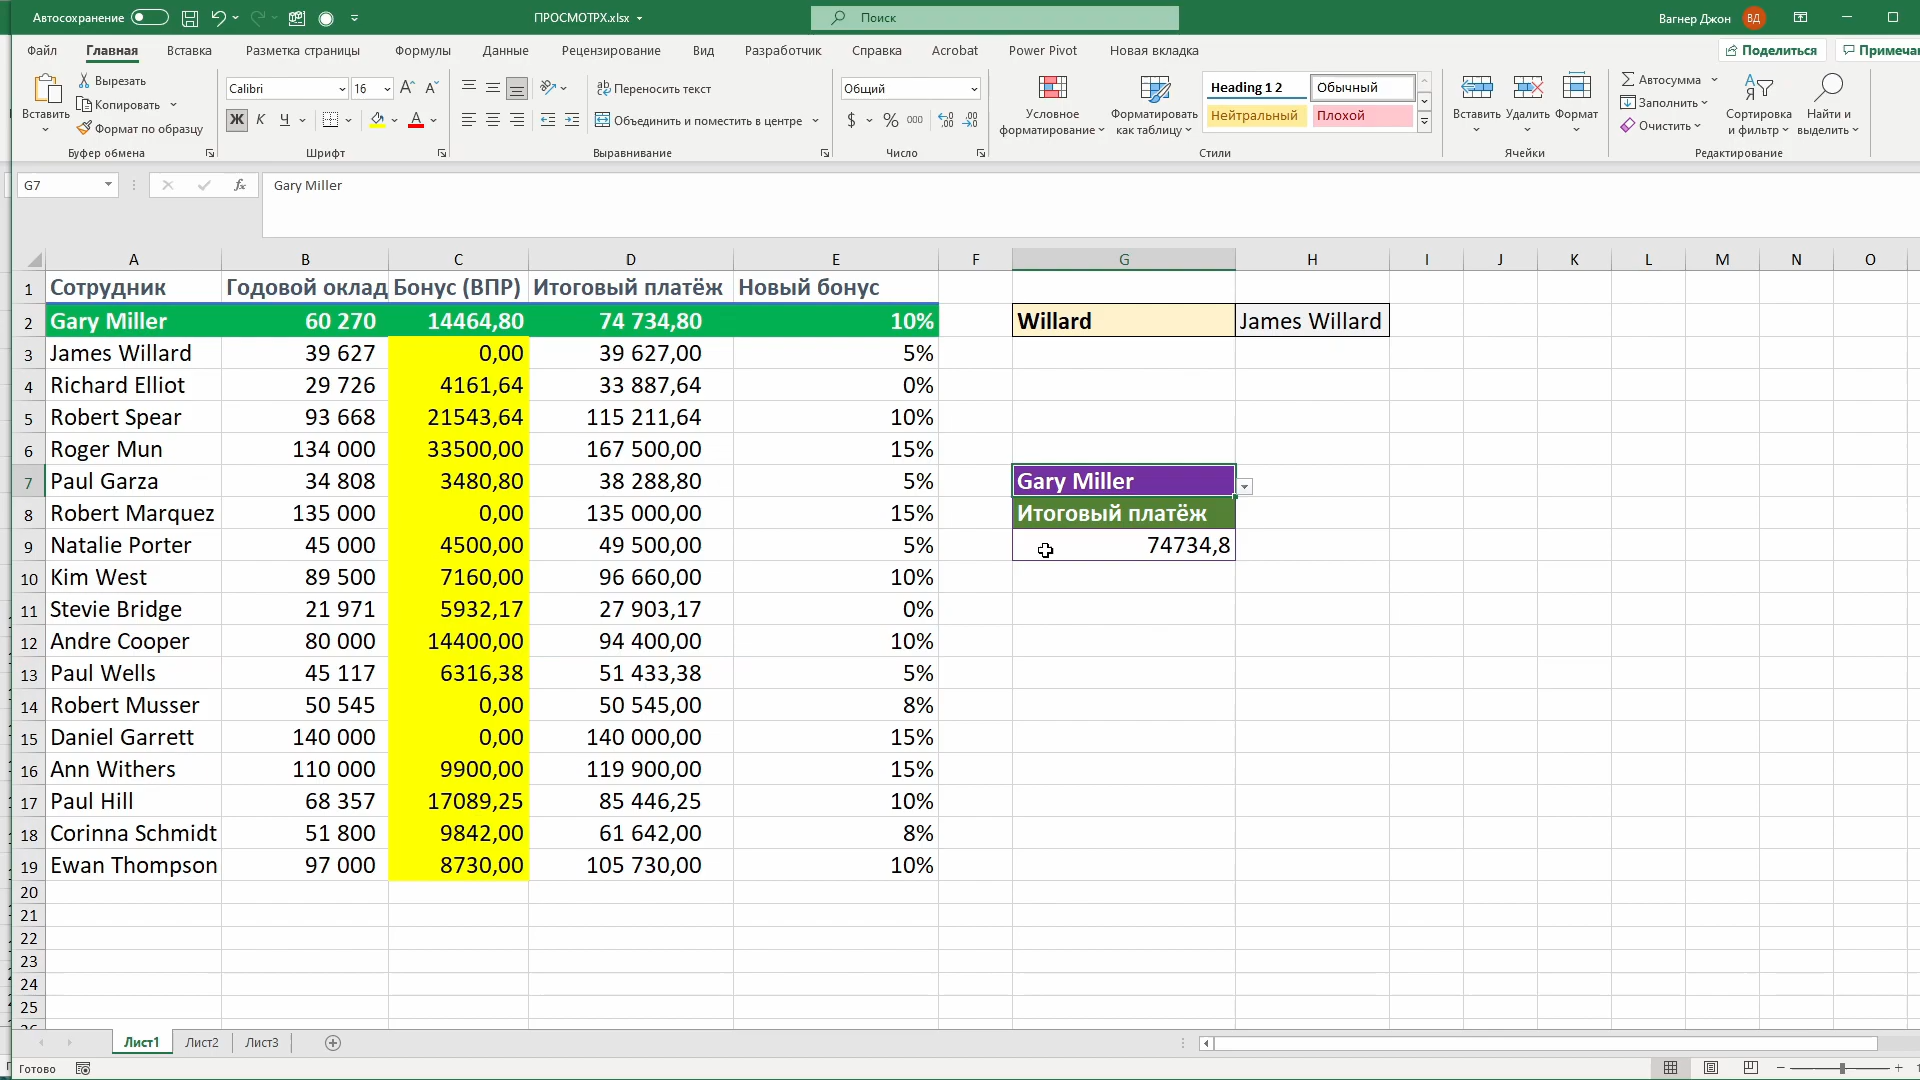 Автосохранение
ПРОСМОТРX.xlsx
Поиск
Вагнер Джон ВД
Файл Главная Вставка Разметка страницы Формулы Данные Рецензирование Вид Разработчик Справка Acrobat Power Pivot Новая вкладка
Поделиться
Вставить
Вырезать
Копировать
Формат по образцу
Буфер обмена
Calibri 16
Ж К Ч
Шрифт
Переносить текст
Объединить и поместить в центре
Выравнивание
Общий
$ % 000
Число
Условное форматирование
Форматировать как таблицу
Heading 1 2 Обычный
Нейтральный Плохой
Стили
Вставить Удалить Формат
Ячейки
Автосумма
Заполнить
Очистить
Сортировка и фильтр
Найти и выделить
Редактирование
G7 fx Gary Miller
A B C D E F G H I J K L M N O
1 Сотрудник Годовой оклад Бонус (ВПР) Итоговый платёж Новый бонус
2 Gary Miller 60 270 14464,80 74 734,80 10% Willard James Willard
3 James Willard 39 627 0,00 39 627,00 5%
4 Richard Elliot 29 726 4161,64 33 887,64 0%
5 Robert Spear 93 668 21543,64 115 211,64 10%
6 Roger Mun 134 000 33500,00 167 500,00 15%
7 Paul Garza 34 808 3480,80 38 288,80 5% Gary Miller
8 Robert Marquez 135 000 0,00 135 000,00 15% Итоговый платёж
9 Natalie Porter 45 000 4500,00 49 500,00 5% 74734,8
10 Kim West 89 500 7160,00 96 660,00 10%
11 Stevie Bridge 21 971 5932,17 27 903,17 0%
12 Andre Cooper 80 000 14400,00 94 400,00 10%
13 Paul Wells 45 117 6316,38 51 433,38 5%
14 Robert Musser 50 545 0,00 50 545,00 8%
15 Daniel Garrett 140 000 0,00 140 000,00 15%
16 Ann Withers 110 000 9900,00 119 900,00 15%
17 Paul Hill 68 357 17089,25 85 446,25 10%
18 Corinna Schmidt 51 800 9842,00 61 642,00 8%
19 Ewan Thompson 97 000 8730,00 105 730,00 10%
20
21
22
23
24
25
Лист1 Лист2 Лист3
Готово